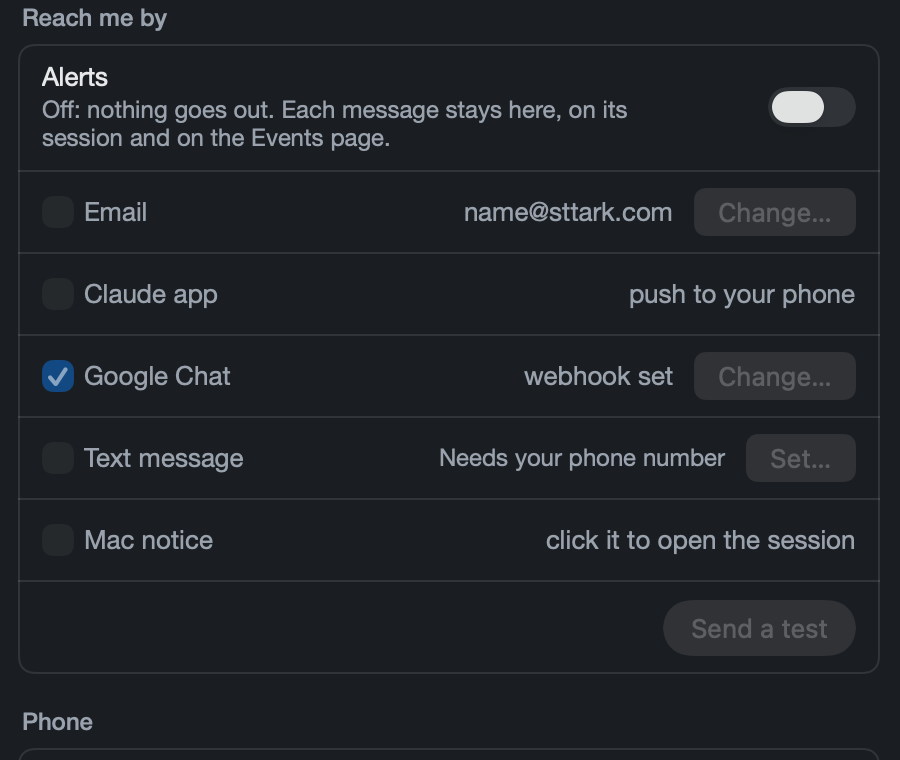 Reach me by
Alerts
Off: nothing goes out. Each message stays here, on its
session and on the Events page.
Email name@sttark.com Change...
Claude app push to your phone
Google Chat webhook set Change...
Text message Needs your phone number Set...
Mac notice click it to open the session
Send a test
Phone